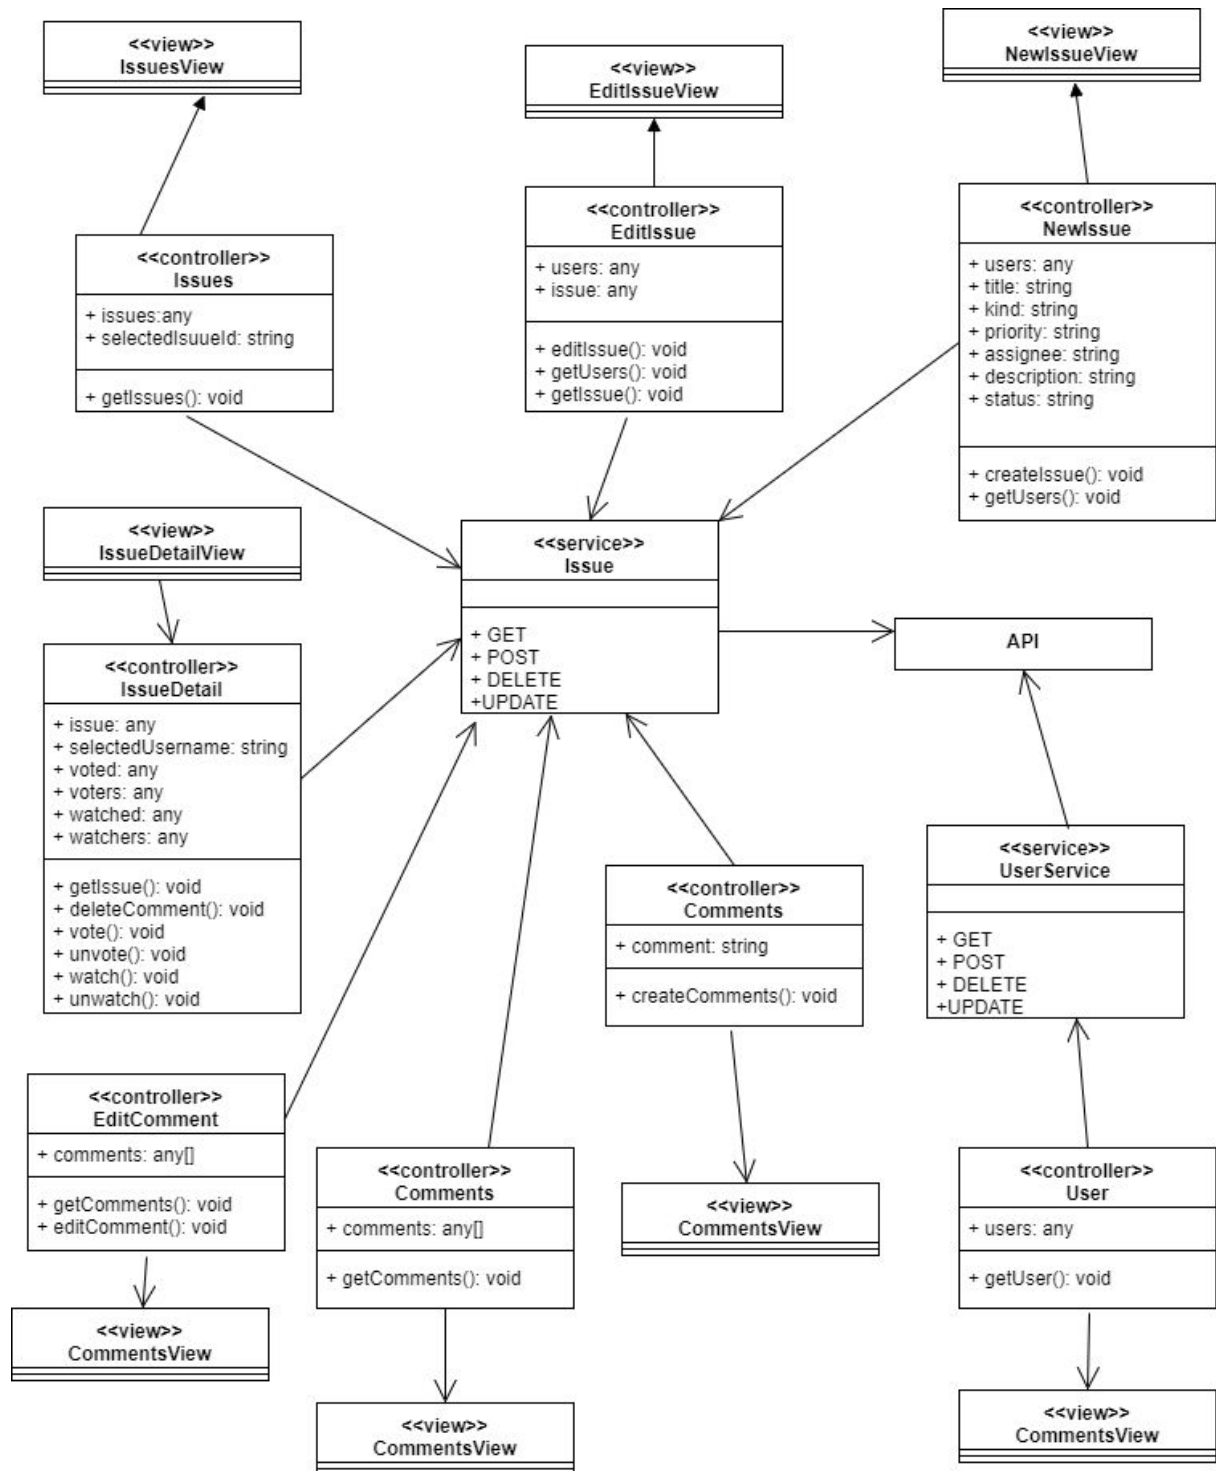 <<view>>
IssuesView
<<view>>
EditIssueView
<<view>>
NewIssueView
<<controller>>
Issues
+ issues:any
+ selectedIsuueId: string
+ getIssues(): void
<<controller>>
EditIssue
+ users: any
+ issue: any
+ editIssue(): void
+ getUsers(): void
+ getIssue(): void
<<controller>>
NewIssue
+ users: any
+ title: string
+ kind: string
+ priority: string
+ assignee: string
+ description: string
+ status: string
+ createIssue(): void
+ getUsers(): void
<<view>>
IssueDetailView
<<service>>
Issue
+ GET
+ POST
+ DELETE
+UPDATE
API
<<controller>>
IssueDetail
+ issue: any
+ selectedUsername: string
+ voted: any
+ voters: any
+ watched: any
+ watchers: any
+ getIssue(): void
+ deleteComment(): void
+ vote(): void
+ unvote(): void
+ watch(): void
+ unwatch(): void
<<controller>>
Comments
+ comment: string
+ createComments(): void
<<service>>
UserService
+ GET
+ POST
+ DELETE
+UPDATE
<<controller>>
EditComment
+ comments: any[]
+ getComments(): void
+ editComment(): void
<<controller>>
Comments
+ comments: any[]
+ getComments(): void
<<view>>
CommentsView
<<controller>>
User
+ users: any
+ getUser(): void
<<view>>
CommentsView
<<view>>
CommentsView
<<view>>
CommentsView